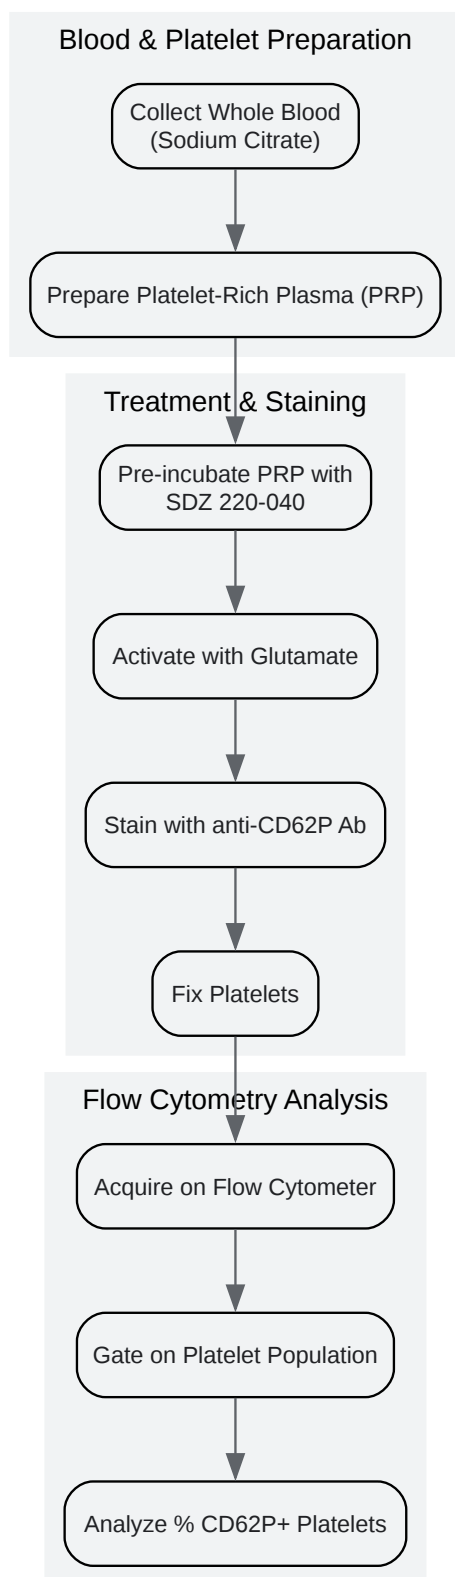 Blood & Platelet Preparation
Collect Whole Blood
(Sodium Citrate)
Prepare Platelet-Rich Plasma (PRP)
Treatment & Staining
Pre-incubate PRP with
SDZ 220-040
Activate with Glutamate
Stain with anti-CD62P Ab
Fix Platelets
Flow Cytometry Analysis
Acquire on Flow Cytometer
Gate on Platelet Population
Analyze % CD62P+ Platelets